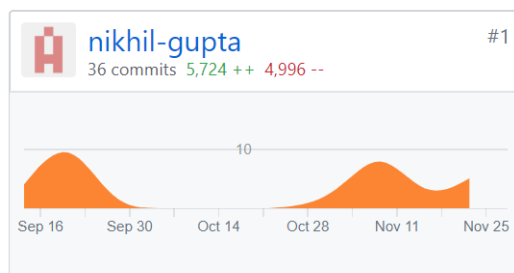 nikhil-gupta #1
36 commits 5,724 ++ 4,996 --
10
Sep 16 Sep 30 Oct 14 Oct 28 Nov 11 Nov 25